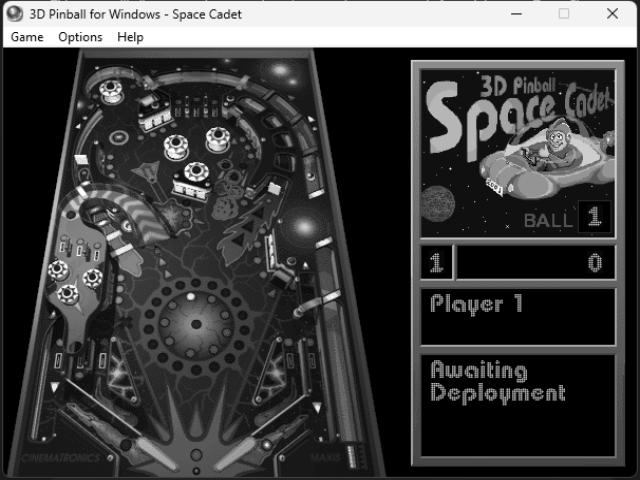 3D Pinball for Windows - Space Cadet
Game Options Help
3D Pinball
Space Cadet
BALL 1
1 0
Player 1
Awaiting
Deployment
CINEMATRONICS
MAXIS